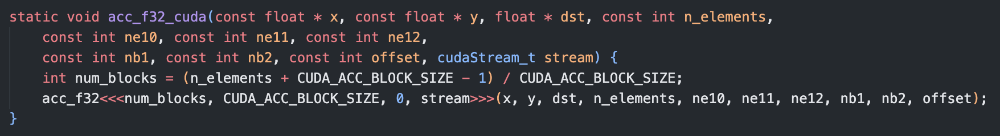 static void acc_f32_cuda(const float * x, const float * y, float * dst, const int n_elements,
    const int ne10, const int ne11, const int ne12,
    const int nb1, const int nb2, const int offset, cudaStream_t stream) {
    int num_blocks = (n_elements + CUDA_ACC_BLOCK_SIZE - 1) / CUDA_ACC_BLOCK_SIZE;
    acc_f32<<<num_blocks, CUDA_ACC_BLOCK_SIZE, 0, stream>>>(x, y, dst, n_elements, ne10, ne11, ne12, nb1, nb2, offset);
}